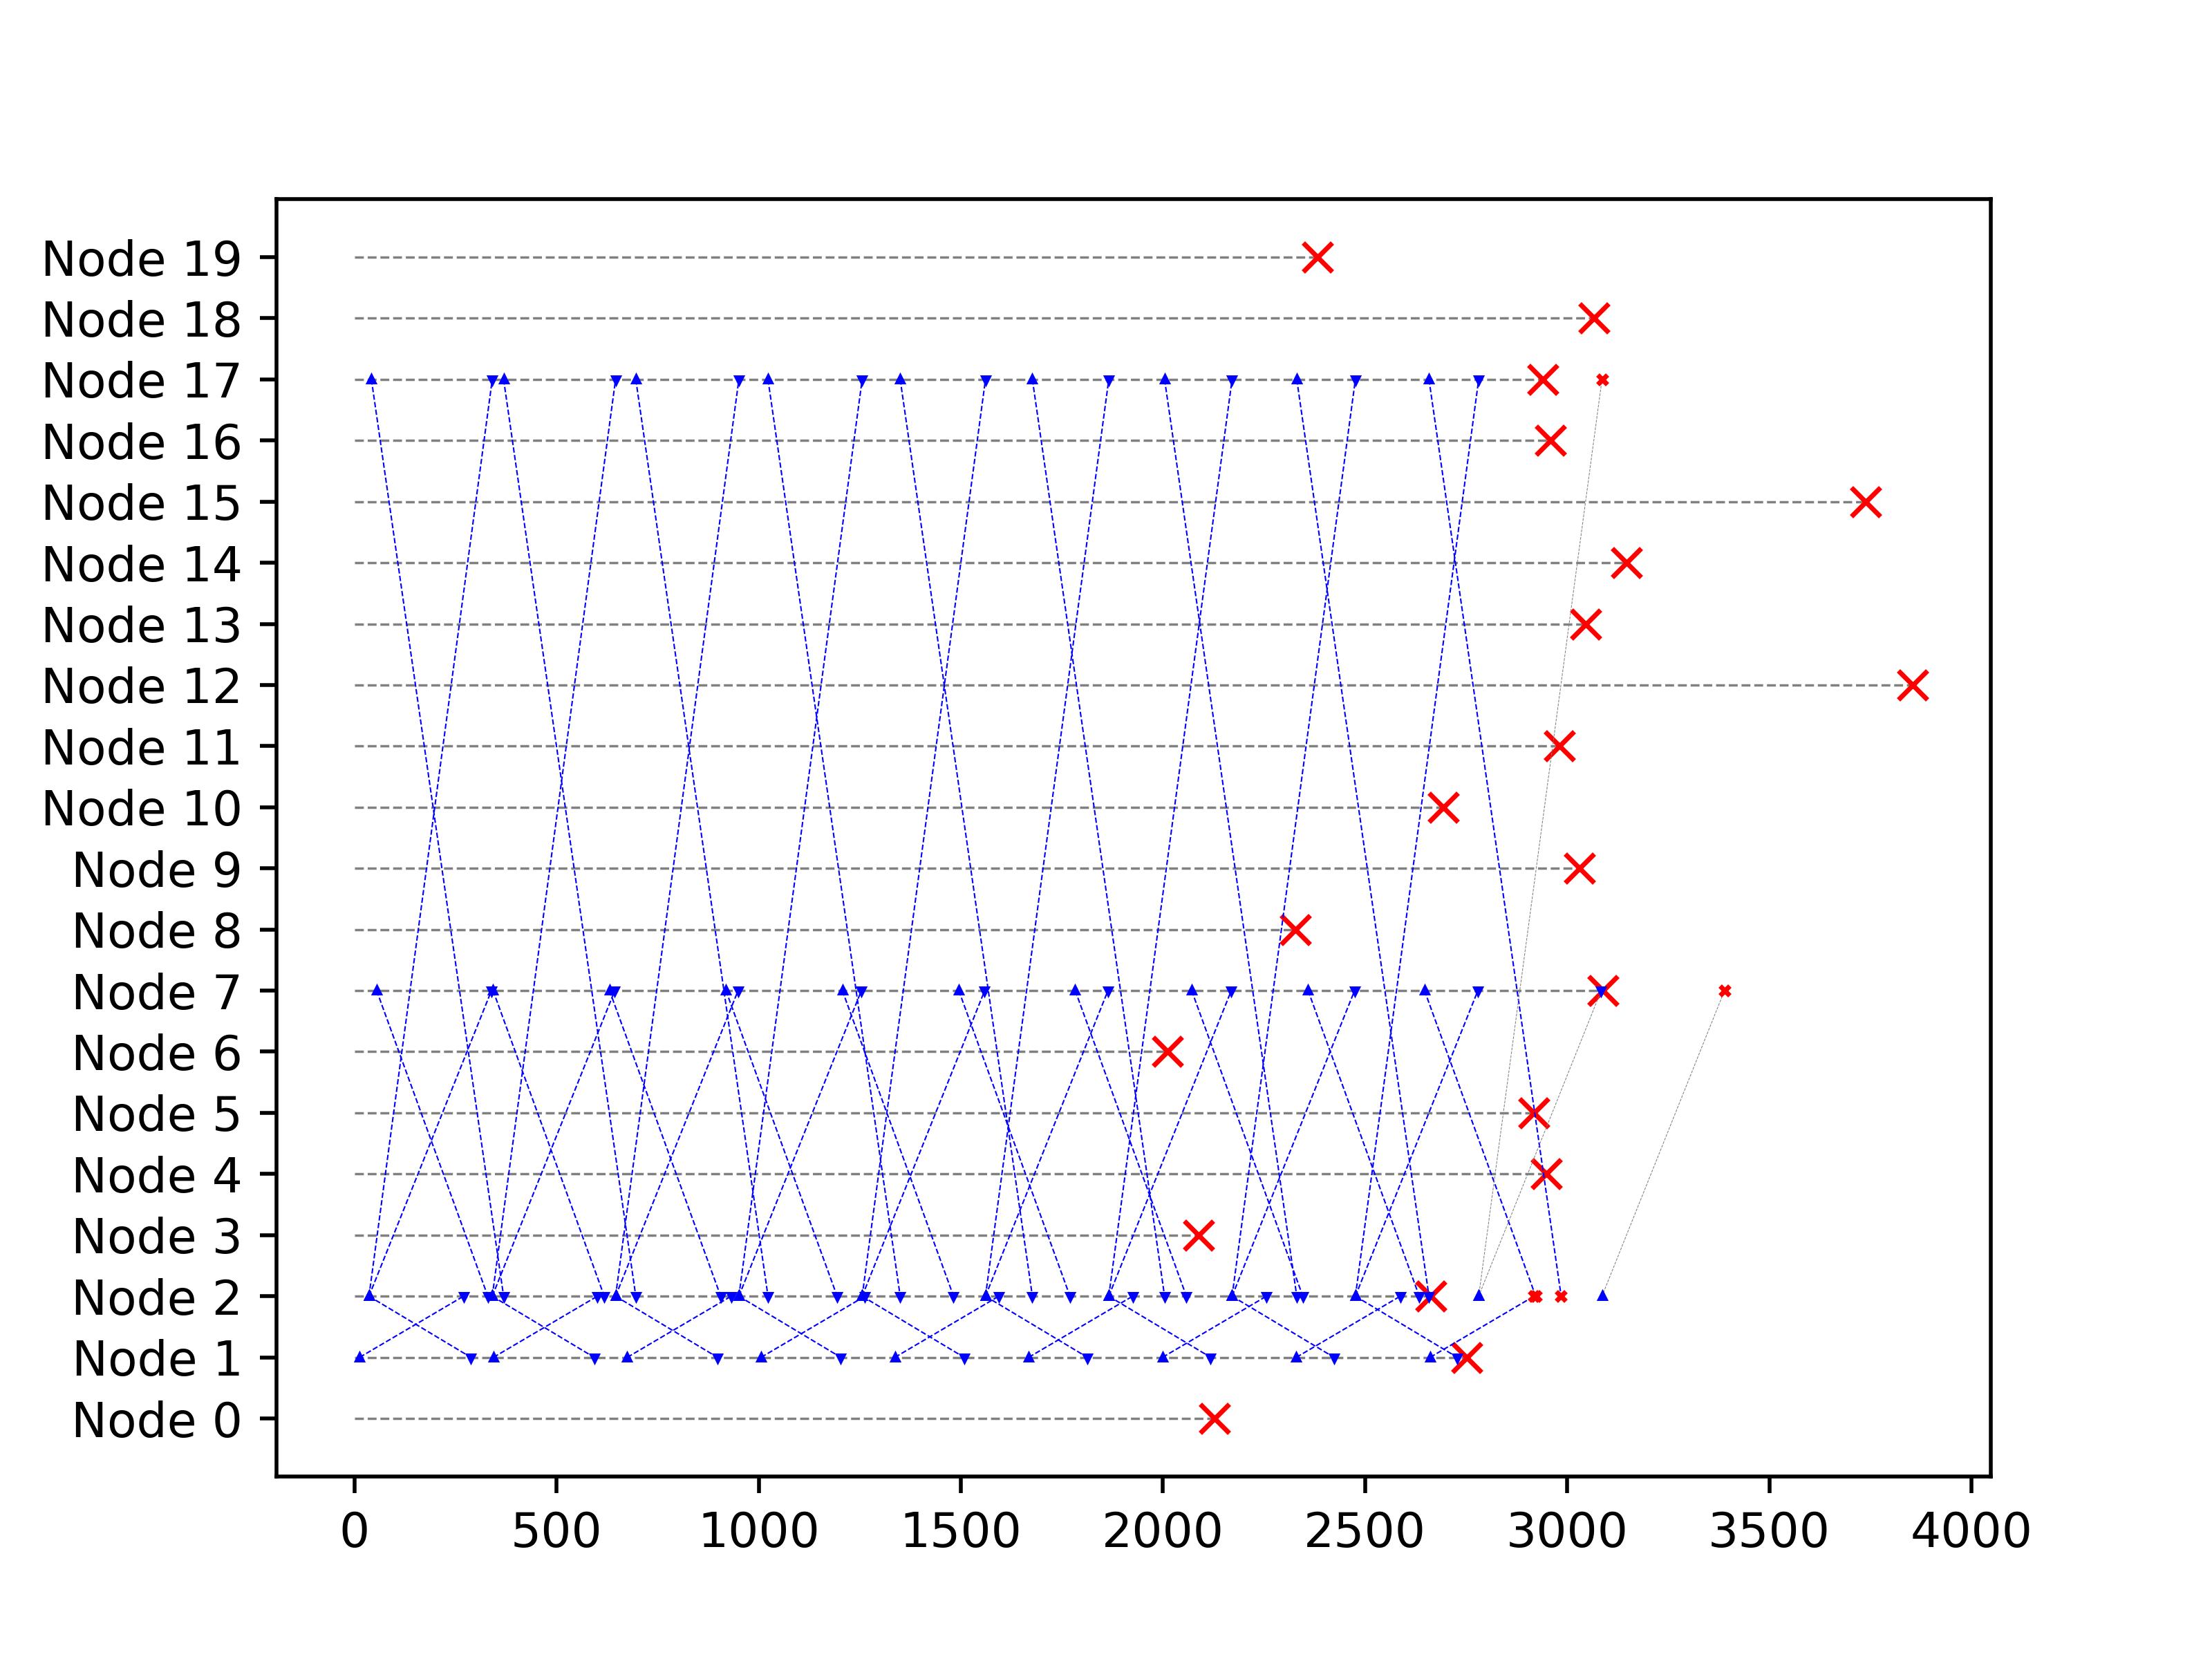 Node 19
Node 18
Node 17
Node 16
Node 15
Node 14
Node 13
Node 12
Node 11
Node 10
Node 9
Node 8
Node 7
Node 6
Node 5
Node 4
Node 3
Node 2
Node 1
Node 0
0 500 1000 1500 2000 2500 3000 3500 4000